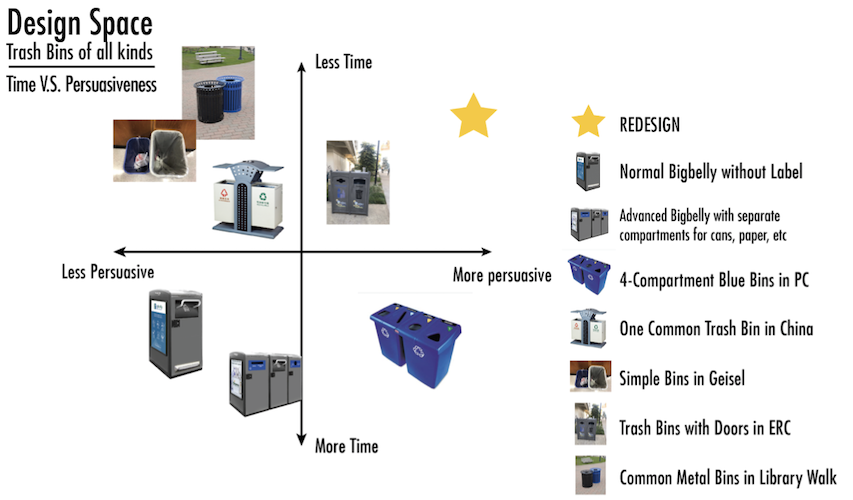 Design Space
Trash Bins of all kinds
Time V.S. Persuasiveness
Less Time
Less Persuasive
More persuasive
More Time
REDESIGN
Normal Bigbelly without Label
Advanced Bigbelly with separate
compartments for cans, paper, etc
4-Compartment Blue Bins in PC
One Common Trash Bin in China
Simple Bins in Geisel
Trash Bins with Doors in ERC
Common Metal Bins in Library Walk